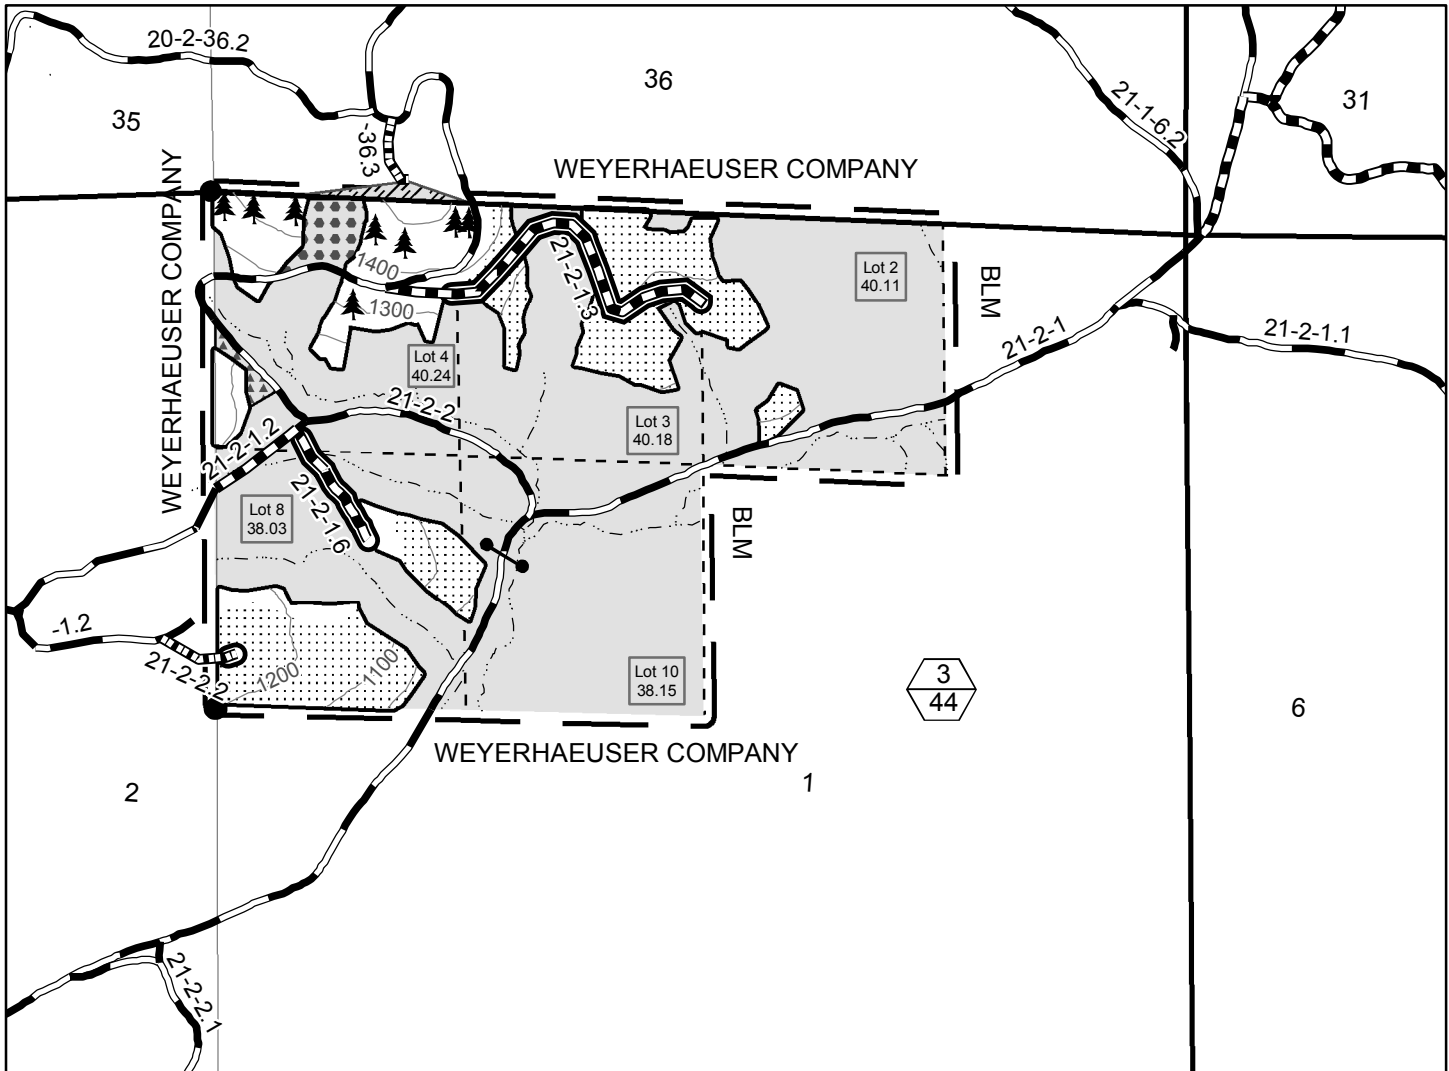 20-2-36.2
36
35
31
21-1-6.2
-36.3
WEYERHAEUSER COMPANY
WEYERHAEUSER COMPANY
1400
1300
21-2-1.3
Lot 2
40.11
BLM
21-2-1
21-2-1.1
Lot 4
40.24
21-2-2
Lot 3
40.18
21-2-1.2
21-2-1.6
Lot 8
38.03
BLM
-1.2
21-2-2.2
1200
1100
Lot 10
38.15
3
44
6
WEYERHAEUSER COMPANY
1
2
21-2-2.1